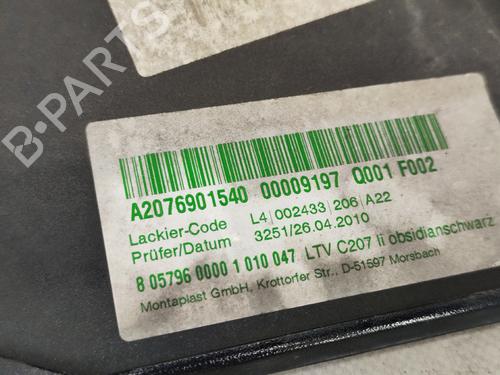 B-PARTS
A2076901540 00009197 Q001 F002
Lackier-Code L4|002433|206|A22
Prüfer/Datum 3251/26.04.2010
8 05796 0000 1 010 047 LTV C207 li obsidianschwarz
Montaplast GmbH, Krottorfer Str., D-51597 Morsbach